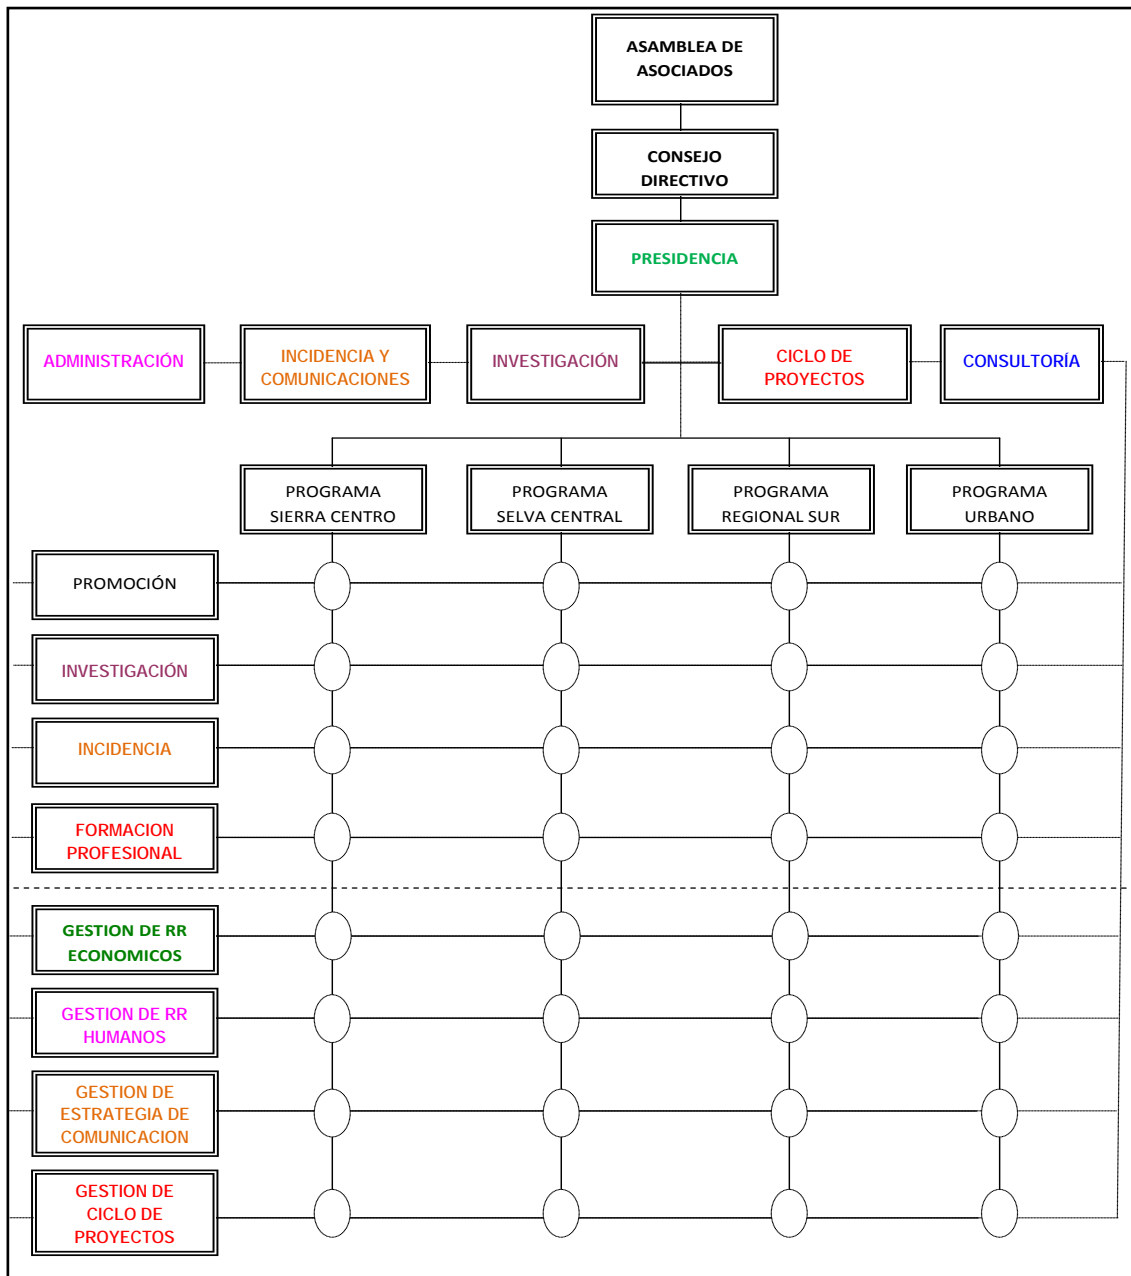 ASAMBLEA DE
ASOCIADOS
CONSEJO
DIRECTIVO
PRESIDENCIA
ADMINISTRACIÓN
INCIDENCIA Y
COMUNICACIONES
INVESTIGACIÓN
CICLO DE
PROYECTOS
CONSULTORÍA
PROGRAMA
SIERRA CENTRO
PROGRAMA
SELVA CENTRAL
PROGRAMA
REGIONAL SUR
PROGRAMA
URBANO
PROMOCIÓN
INVESTIGACIÓN
INCIDENCIA
FORMACION
PROFESIONAL
GESTION DE RR
ECONOMICOS
GESTION DE RR
HUMANOS
GESTION DE
ESTRATEGIA DE
COMUNICACION
GESTION DE
CICLO DE
PROYECTOS